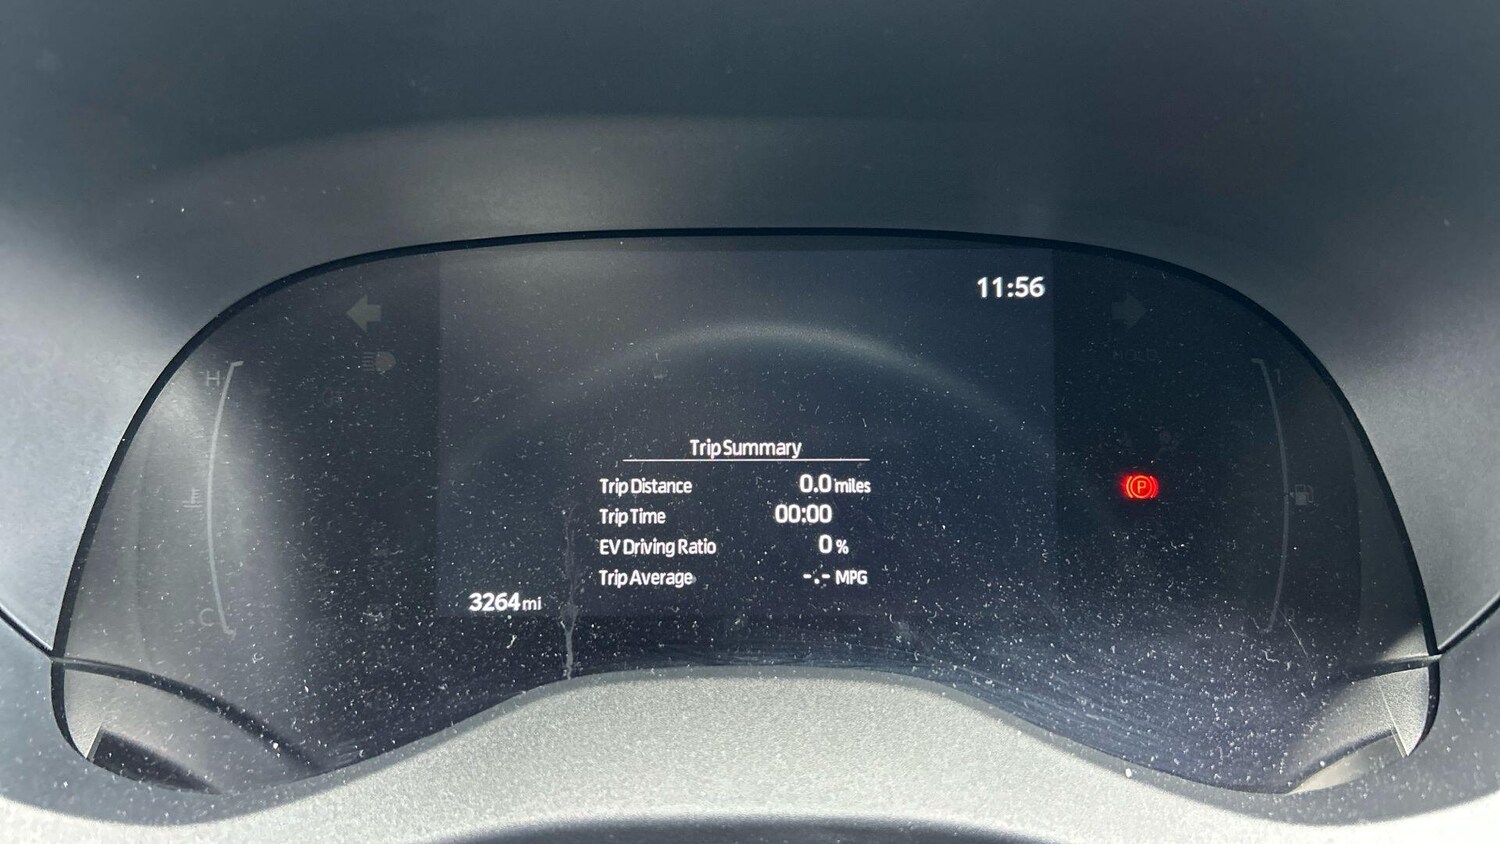 11:56
H
HOLD
Trip Summary
Trip Distance 0.0 miles
Trip Time 00:00
P
EV Driving Ratio 0 %
Trip Average -.- MPG
3264 mi
C